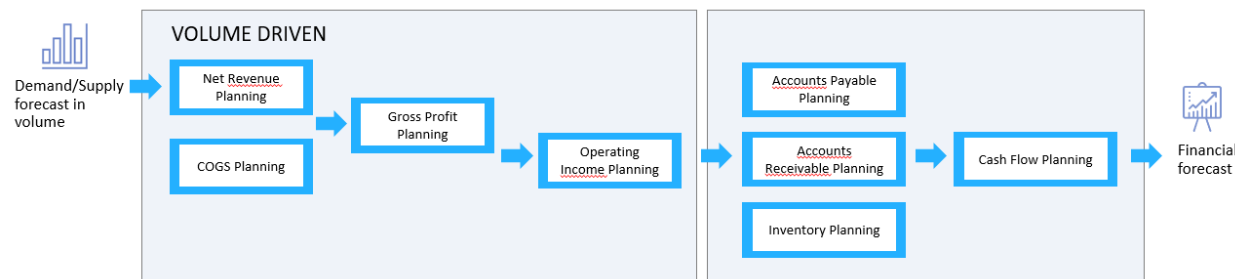 Demand/Supply
forecast in
volume
VOLUME DRIVEN
Net Revenue
Planning
COGS Planning
Gross Profit
Planning
Operating
Income Planning
Accounts Payable
Planning
Accounts
Receivable Planning
Inventory Planning
Cash Flow Planning
Financial
forecast